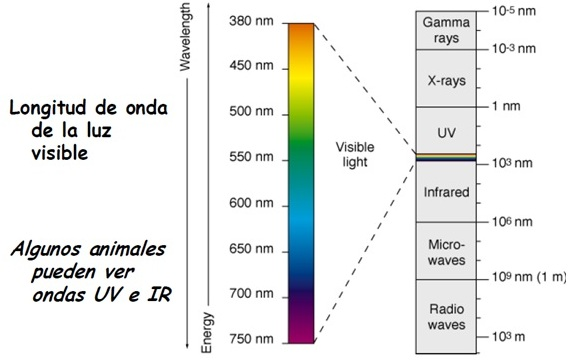 Longitud de onda
de la luz
visible
Algunos animales
pueden ver
ondas UV e IR
Wavelength
Energy
380 nm
450 nm
500 nm
550 nm
600 nm
650 nm
700 nm
750 nm
Visible
light
Gamma
rays
X-rays
UV
Infrared
Micro-
waves
Radio
waves
10-5 nm
10-3 nm
1 nm
103 nm
106 nm
109 nm (1 m)
103 m